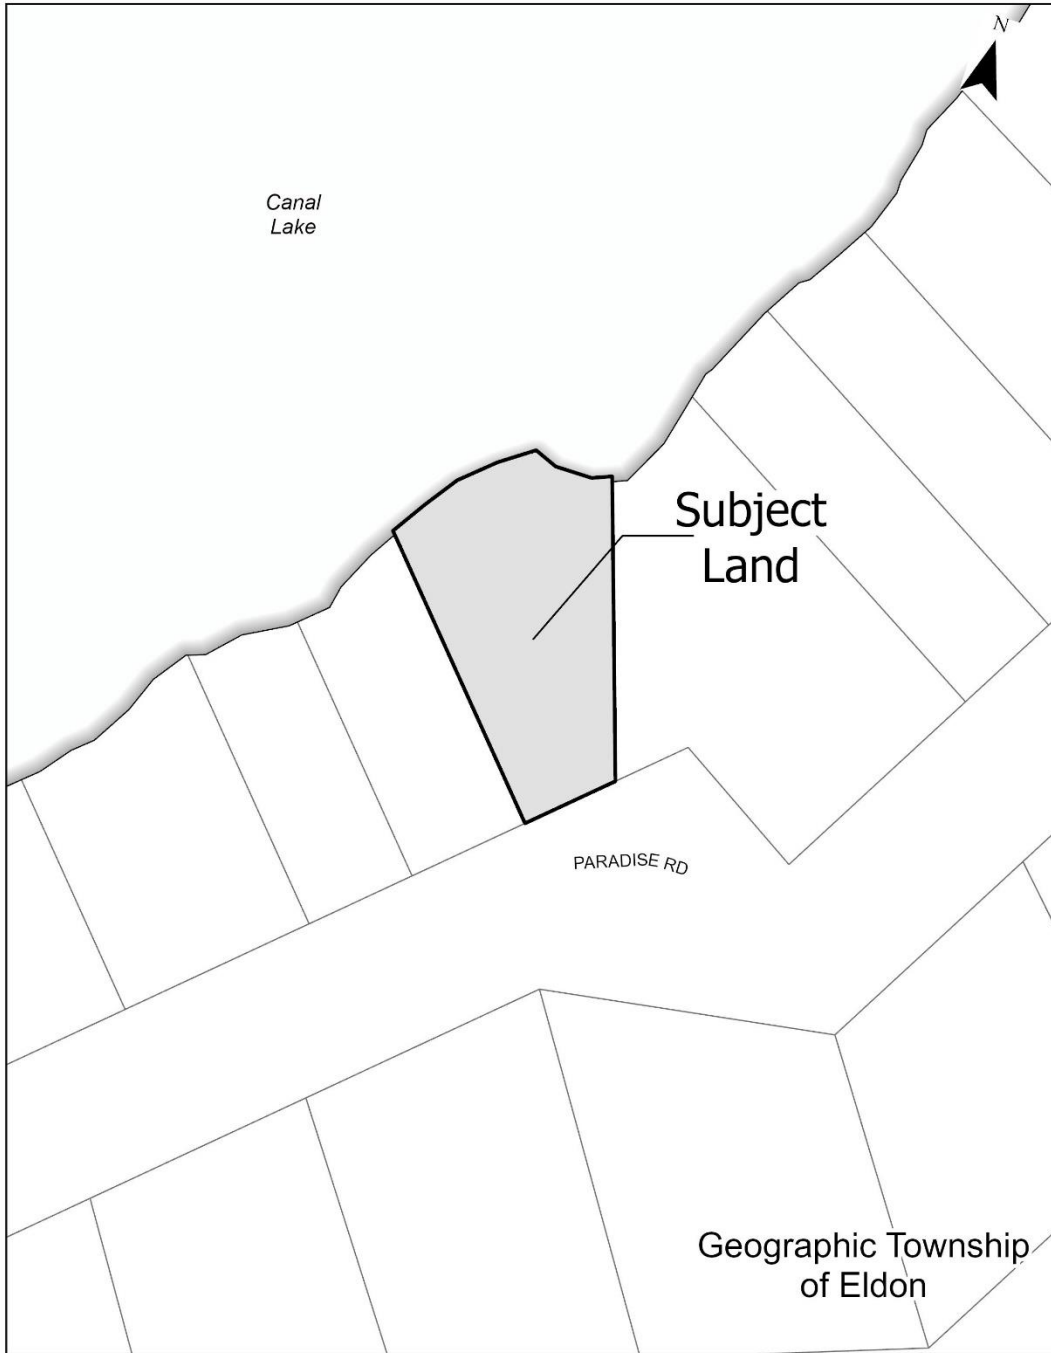 N
Canal
Lake
Subject
Land
PARADISE RD
Geographic Township
of Eldon